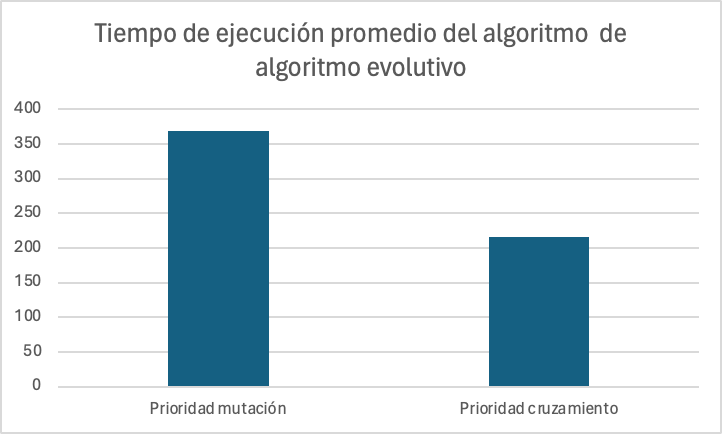 Tiempo de ejecución promedio del algoritmo de
algoritmo evolutivo
400
350
300
250
200
150
100
50
0
Prioridad mutación
Prioridad cruzamiento